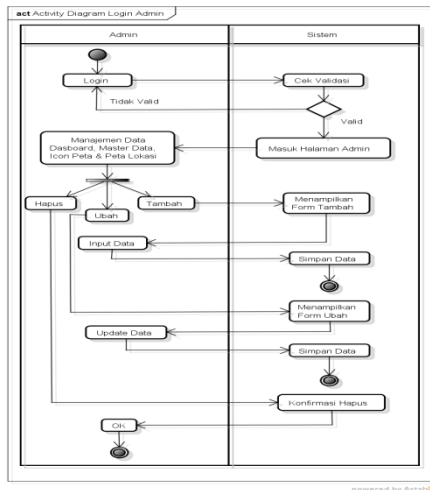 act Activity Diagram Login Admin
Admin
Sistem
Login
Cek Validasi
Tidak Valid
Valid
Manajemen Data
Dasboard, Master Data,
Icon Peta & Peta Lokasi
Masuk Halaman Admin
Hapus
Ubah
Tambah
Menampilkan
Form Tambah
Input Data
Simpan Data
Menampilkan
Form Ubah
Update Data
Simpan Data
Konfirmasi Hapus
OK
powered by